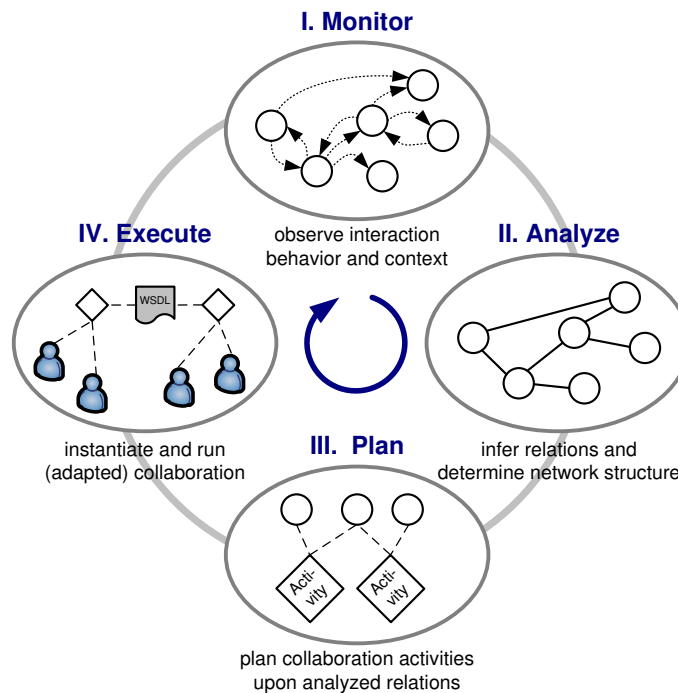 I. Monitor
observe interaction
behavior and context
II. Analyze
infer relations and
determine network structure
III. Plan
Acti-
vity
Acti-
vity
plan collaboration activities
upon analyzed relations
IV. Execute
WSDL
instantiate and run
(adapted) collaboration